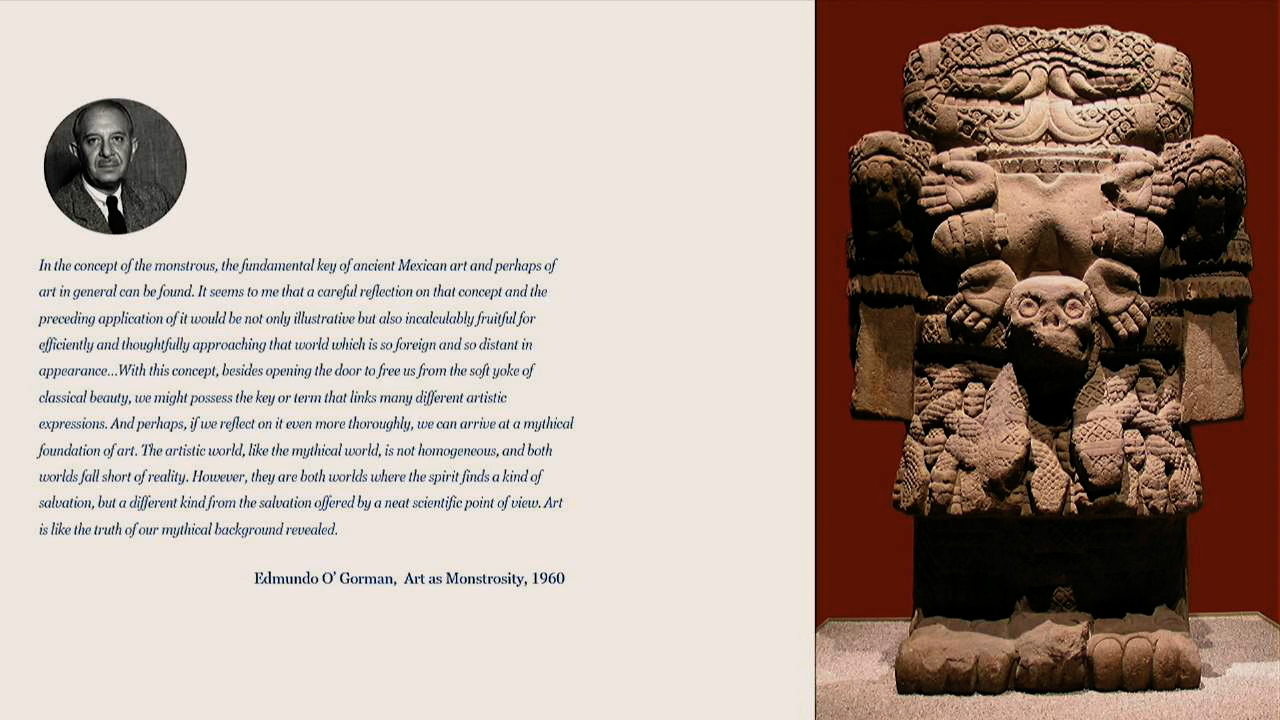 In the concept of the monstrous, the fundamental key of ancient Mexican art and perhaps of
art in general can be found. It seems to me that a careful reflection on that concept and the
preceding application of it would be not only illustrative but also incalculably fruitful for
efficiently and thoughtfully approaching that world which is so foreign and so distant in
appearance...With this concept, besides opening the door to free us from the soft yoke of
classical beauty, we might possess the key or term that links many different artistic
expressions. And perhaps, if we reflect on it even more thoroughly, we can arrive at a mythical
foundation of art. The artistic world, like the mythical world, is not homogeneous, and both
worlds fall short of reality. However, they are both worlds where the spirit finds a kind of
salvation, but a different kind from the salvation offered by a neat scientific point of view. Art
is like the truth of our mythical background revealed.
Edmundo O' Gorman, Art as Monstrosity, 1960